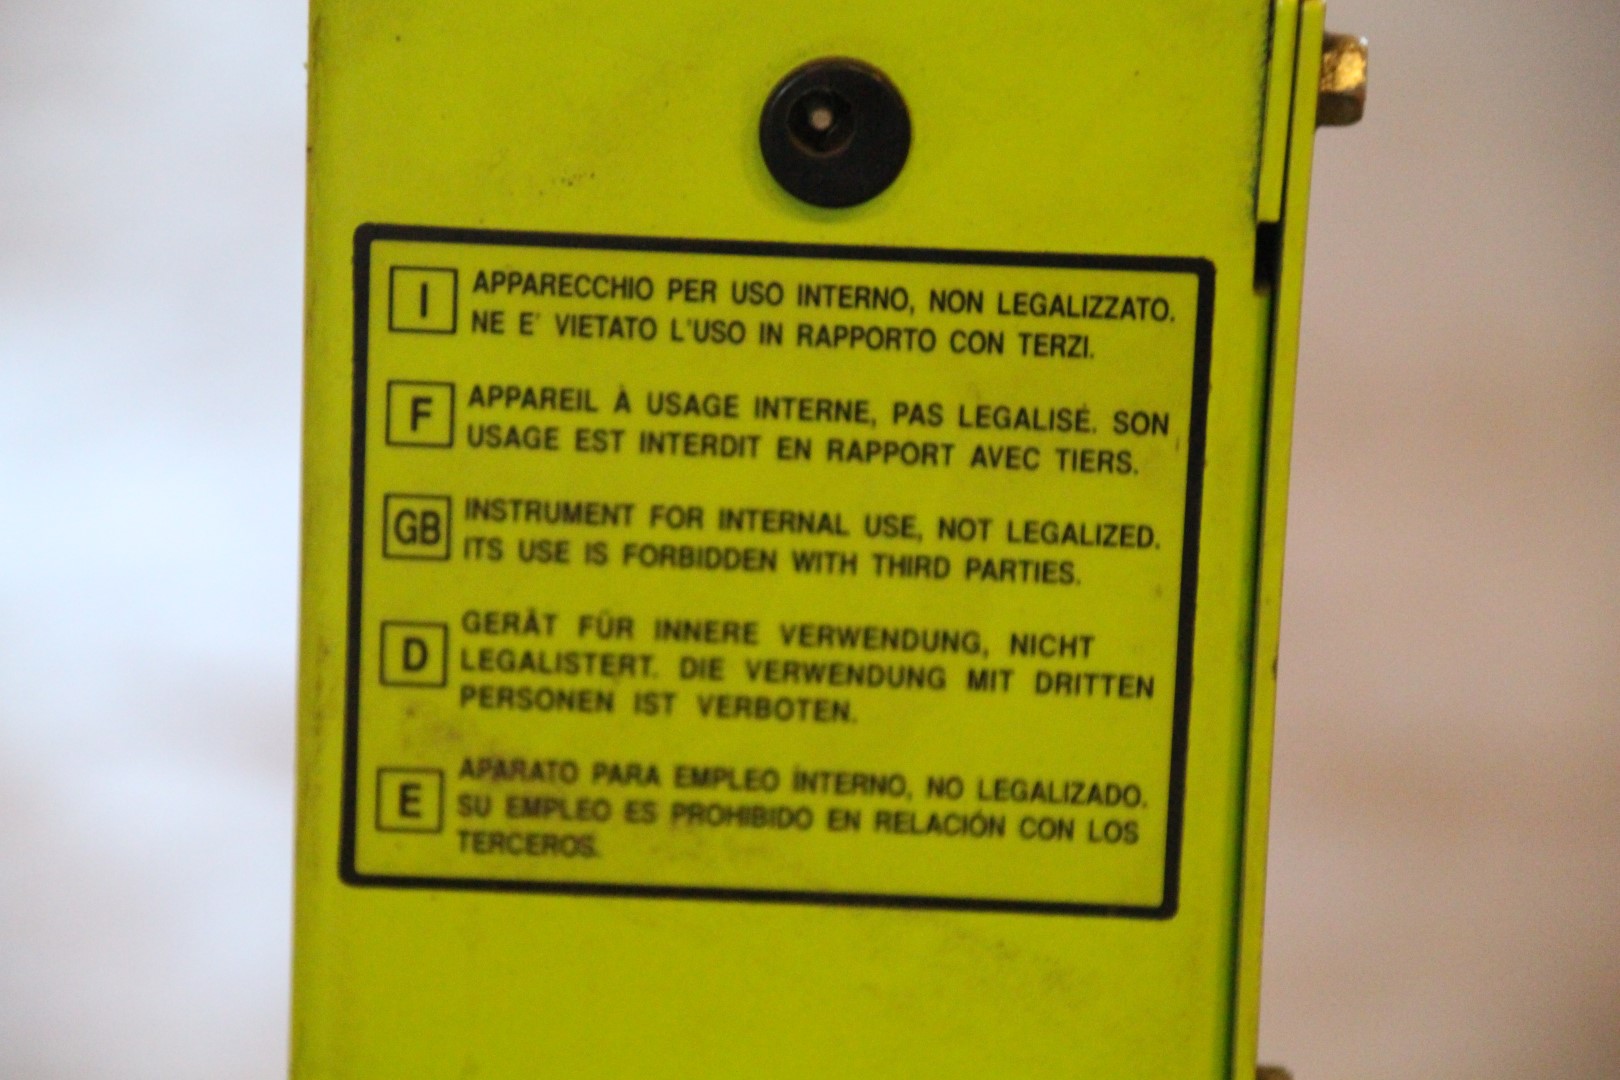 I APPARECCHIO PER USO INTERNO, NON LEGALIZZATO.
NE E' VIETATO L'USO IN RAPPORTO CON TERZI.
F APPAREIL À USAGE INTERNE, PAS LEGALISÉ. SON
USAGE EST INTERDIT EN RAPPORT AVEC TIERS.
GB INSTRUMENT FOR INTERNAL USE, NOT LEGALIZED.
ITS USE IS FORBIDDEN WITH THIRD PARTIES.
D GERÄT FÜR INNERE VERWENDUNG, NICHT
LEGALISTERT. DIE VERWENDUNG MIT DRITTEN
PERSONEN IST VERBOTEN.
E APARATO PARA EMPLEO INTERNO, NO LEGALIZADO.
SU EMPLEO ES PROHIBIDO EN RELACIÓN CON LOS
TERCEROS.